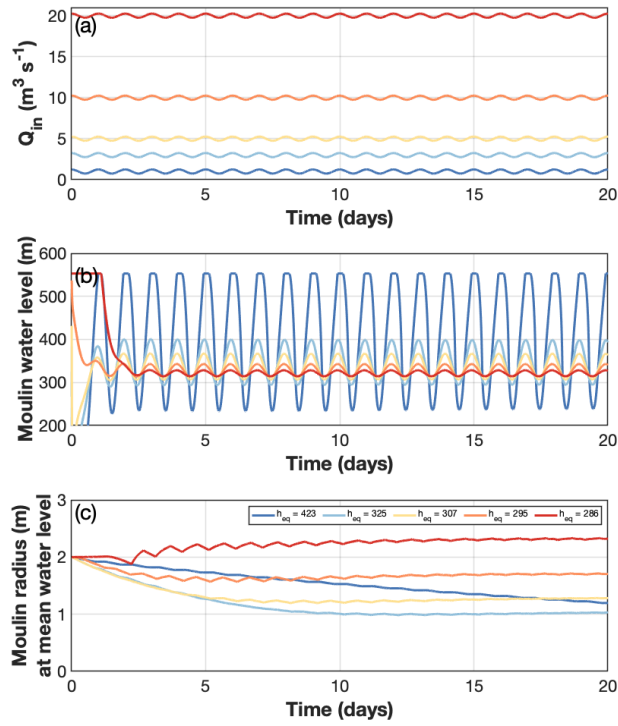 (a)
Q_in (m³ s⁻¹)
20
15
10
5
0
0 5 10 15 20
Time (days)
(b)
Moulin water level (m)
600
500
400
300
200
0 5 10 15 20
Time (days)
(c)
Moulin radius (m)
at mean water level
h_eq = 423 h_eq = 325 h_eq = 307 h_eq = 295 h_eq = 286
3
2
1
0
0 5 10 15 20
Time (days)